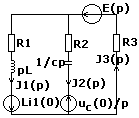 E(p)
R1
R2
R3
pL
1/cp
J3(p)
J1(p)
J2(p)
Li1(0)
uc(0)/p